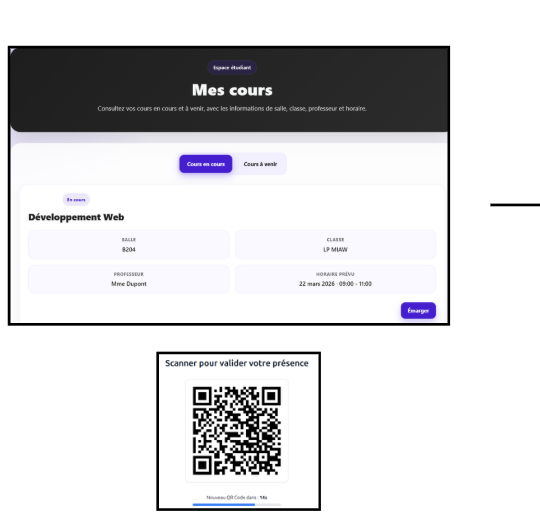 Espace étudiant
Mes cours
Consultez vos cours en cours et à venir, avec les informations de salle, classe, professeur et horaire.
Cours en cours
Cours à venir
En cours
Développement Web
SALLE
B204
CLASSE
LP MIAW
PROFESSEUR
Mme Dupont
HORAIRE PRÉVU
22 mars 2026 · 09:00 - 11:00
Émarger
Scanner pour valider votre présence
Nouveau QR Code dans : 14s